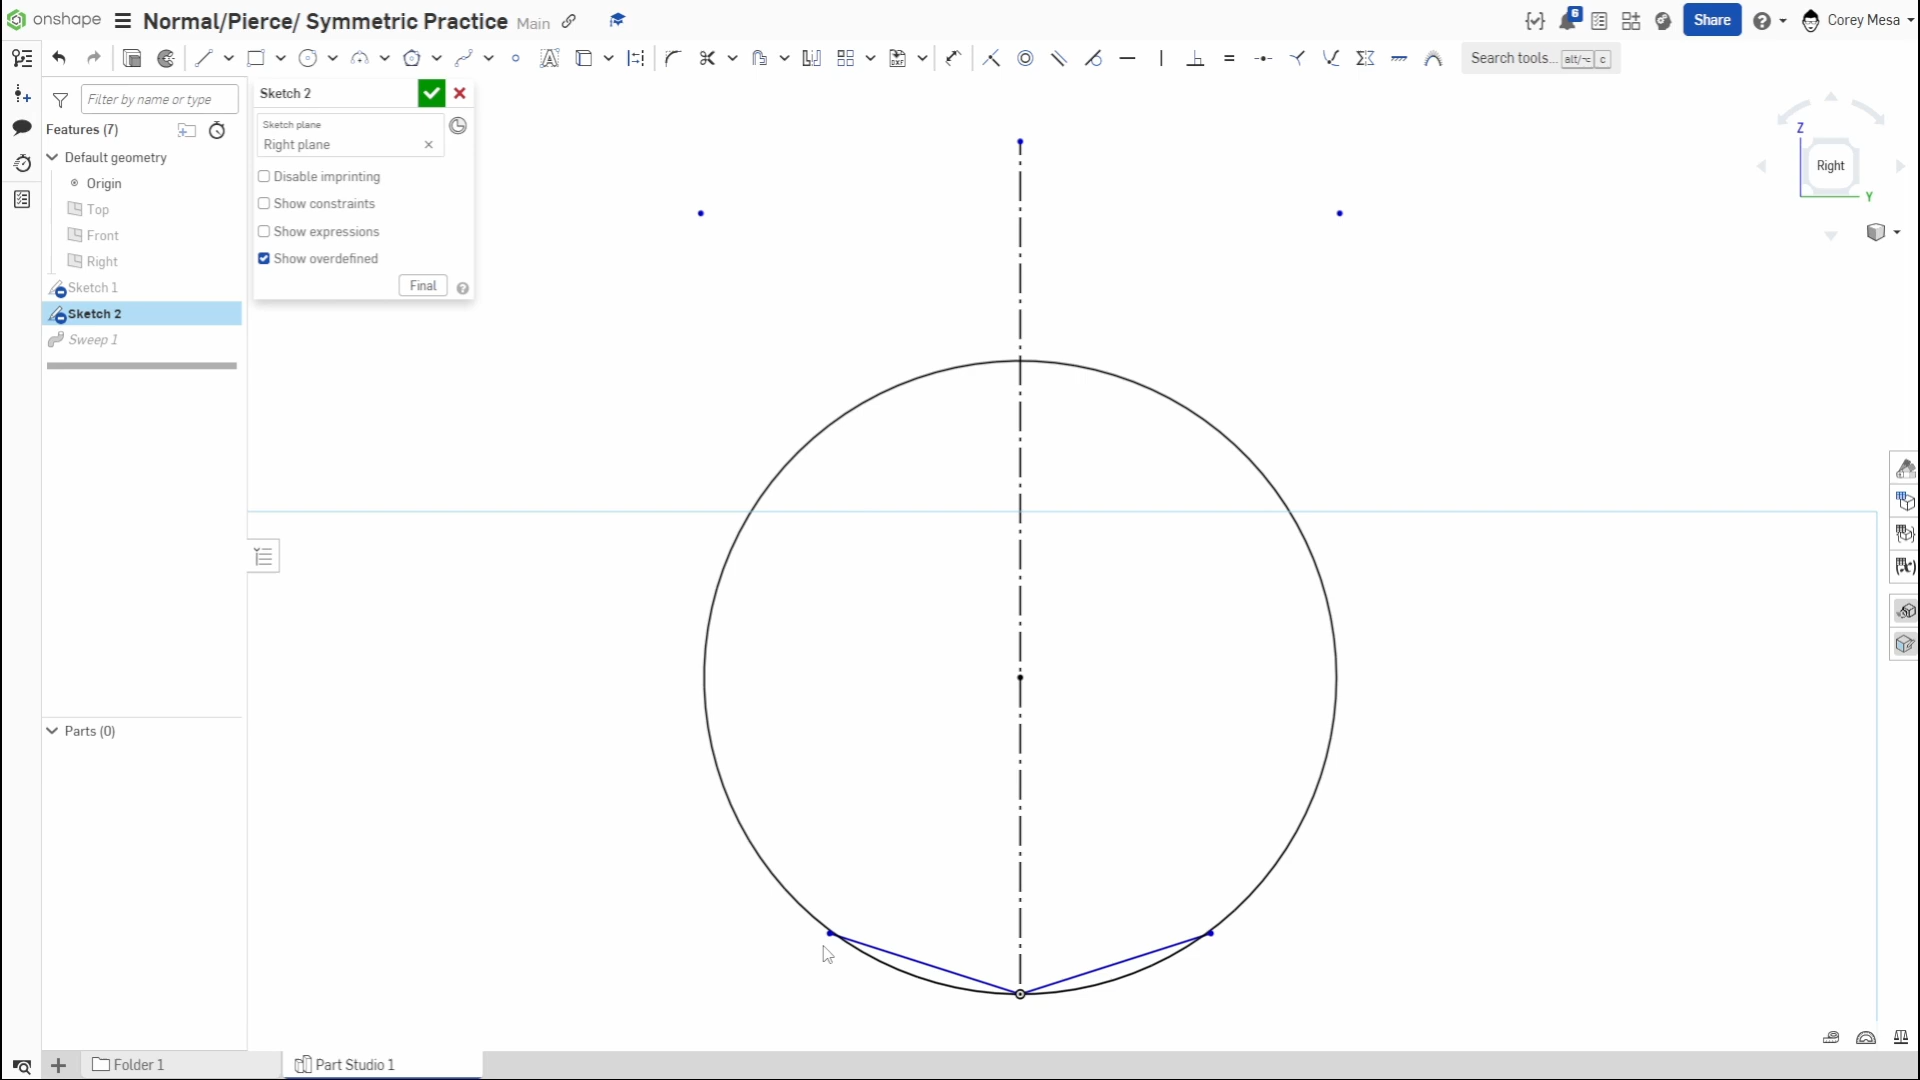 onshape Normal/Pierce/ Symmetric Practice Main 6 Share Corey Mesa
Search tools... alt/⌥ c
Filter by name or type
Features (7)
Default geometry
Origin
Top
Front
Right
Sketch 1
Sketch 2
Sweep 1
Parts (0)
Sketch 2
Sketch plane
Right plane
Disable imprinting
Show constraints
Show expressions
Show overdefined
Final
Z
Right
Y
Folder 1
Part Studio 1